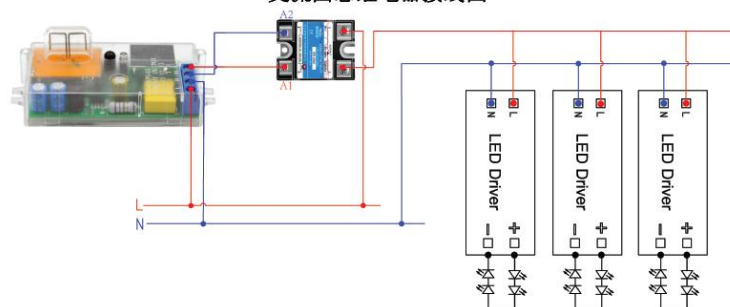 A2
A1
L
N
N L
N L
N L
LED Driver
LED Driver
LED Driver
- +
- +
- +